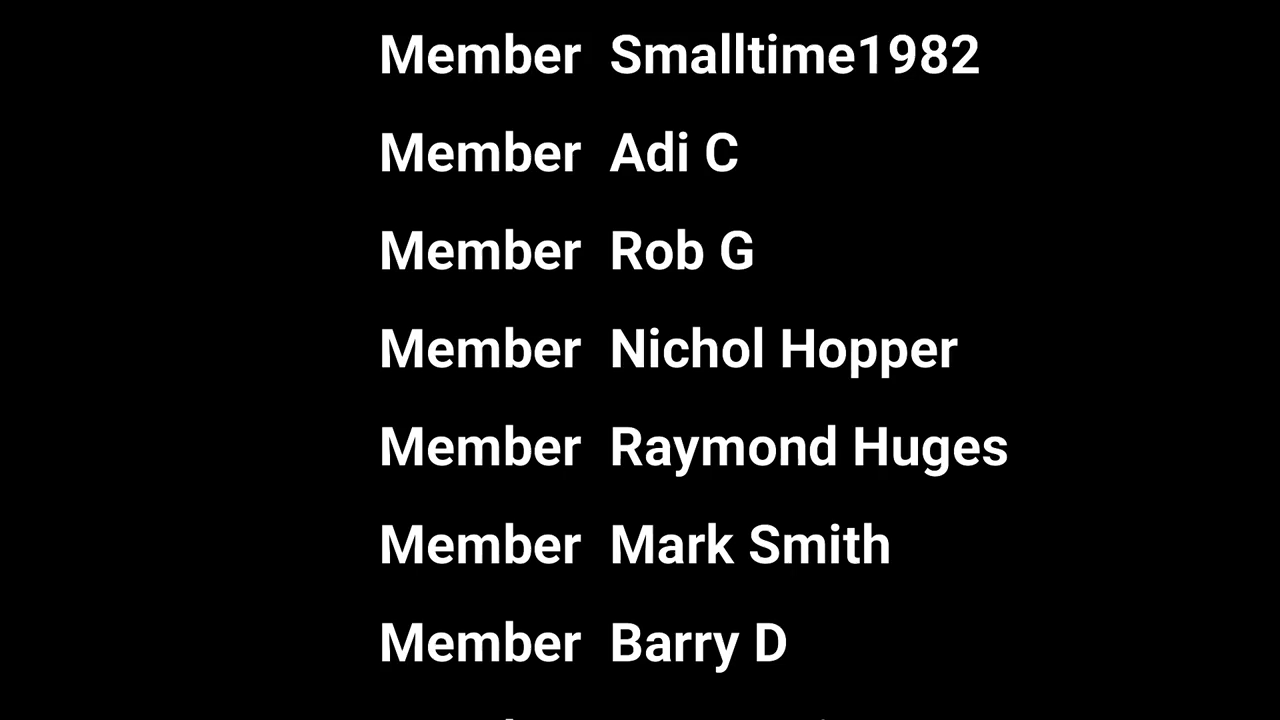 Member Smalltime1982
Member Adi C
Member Rob G
Member Nichol Hopper
Member Raymond Huges
Member Mark Smith
Member Barry D